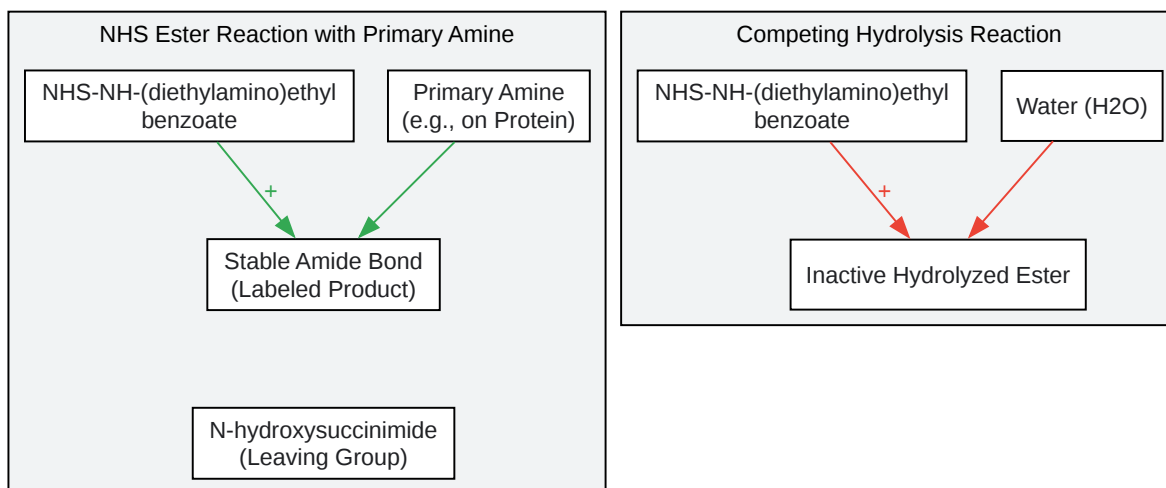 NHS Ester Reaction with Primary Amine
NHS-NH-(diethylamino)ethyl
benzoate
Primary Amine
(e.g., on Protein)
+
Stable Amide Bond
(Labeled Product)
N-hydroxysuccinimide
(Leaving Group)
Competing Hydrolysis Reaction
NHS-NH-(diethylamino)ethyl
benzoate
Water (H2O)
+
Inactive Hydrolyzed Ester